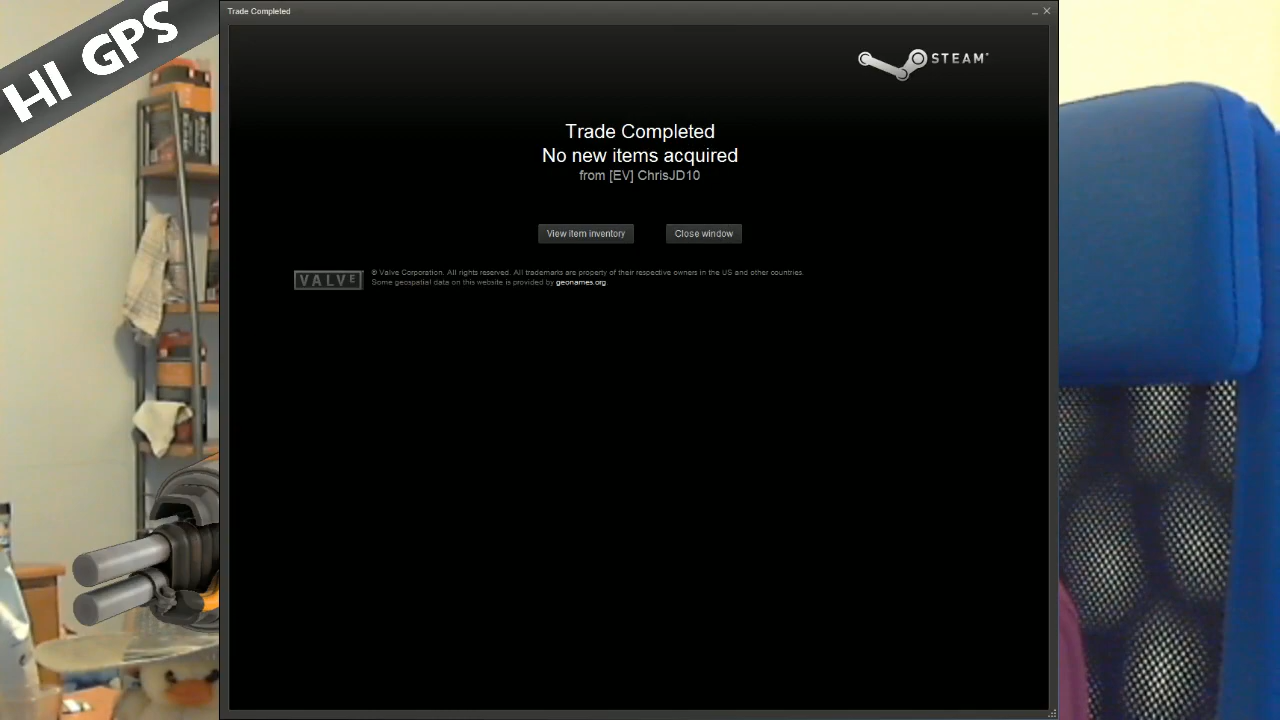 Trade Completed
HI GPS
STEAM
Trade Completed
No new items acquired
from [EV] ChrisJD10
View item inventory
Close window
VALVE
© Valve Corporation. All rights reserved. All trademarks are property of their respective owners in the US and other countries.
Some geospatial data on this website is provided by geonames.org.